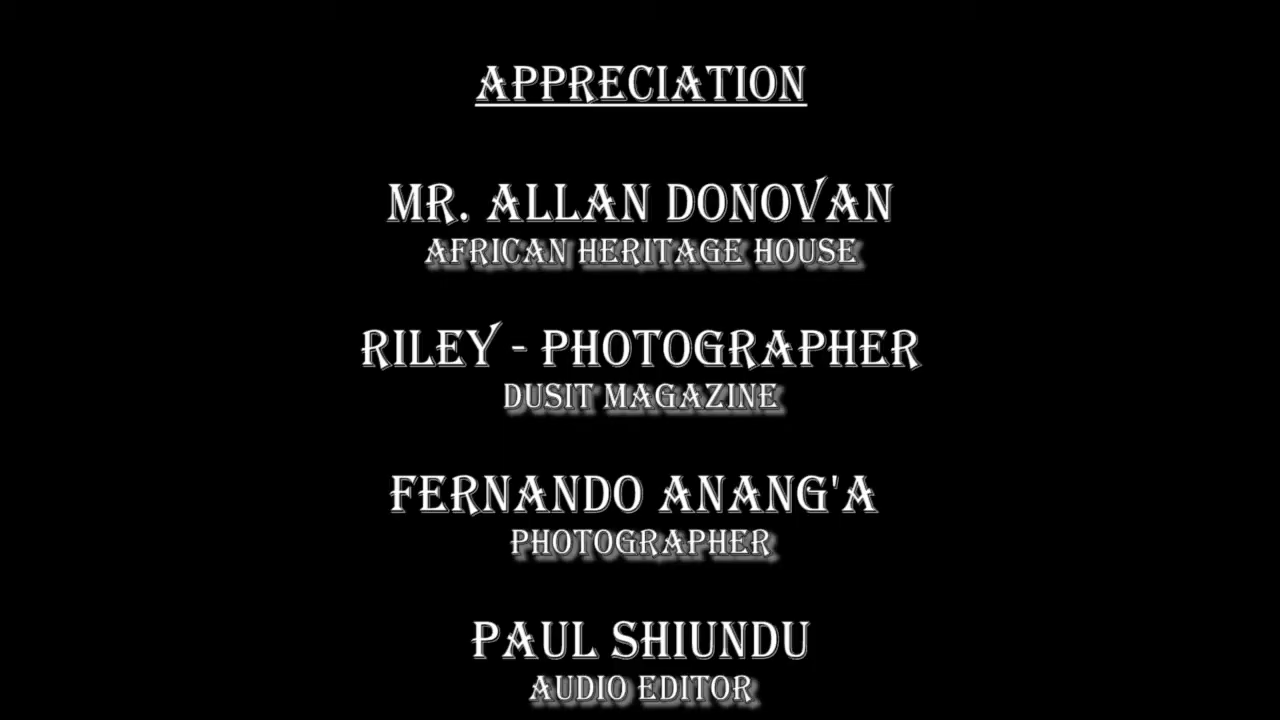 APPRECIATION
MR. ALLAN DONOVAN
AFRICAN HERITAGE HOUSE
RILEY - PHOTOGRAPHER
DUSIT MAGAZINE
FERNANDO ANANG'A
PHOTOGRAPHER
PAUL SHIUNDU
AUDIO EDITOR